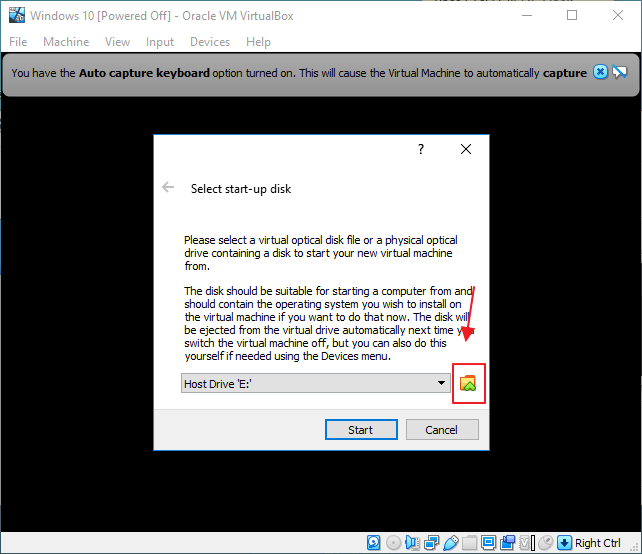 Windows 10 [Powered Off] - Oracle VM VirtualBox
File Machine View Input Devices Help
You have the Auto capture keyboard option turned on. This will cause the Virtual Machine to automatically capture
?
Select start-up disk
Please select a virtual optical disk file or a physical optical
drive containing a disk to start your new virtual machine
from.
The disk should be suitable for starting a computer from and
should contain the operating system you wish to install on
the virtual machine if you want to do that now. The disk will
be ejected from the virtual drive automatically next time you
switch the virtual machine off, but you can also do this
yourself if needed using the Devices menu.
Host Drive 'E:'
Start Cancel
Right Ctrl